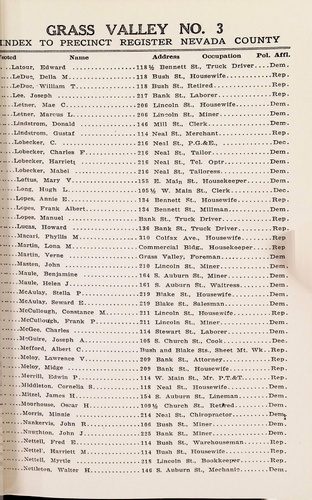 GRASS VALLEY NO. 3
INDEX TO PRECINCT REGISTER NEVADA COUNTY
Voted Name Address Occupation Pol. Affl.
Latour, Edward 118½ Bennett St., Truck Driver Dem.
LeDuc, Della M 118 Bush St., Housewife Rep.
LeDuc, William T 118 Bush St., Retired Rep.
Lee, Joseph 217 Bank St., Laborer Rep.
Letner, Mae C. 206 Lincoln St., Housewife Dem.
Letner, Marcus L. 206 Lincoln St., Miner Dem.
Lindstrom, Donald 146 Mill St., Clerk Dem.
Lindstrom, Gustaf 114 Neal St., Merchant Rep.
Lobecker, C. 216 Neal St., P.G.&E. Dec.
Lobecker, Charles F 216 Neal St., Tailor Dem.
Lobecker, Harriett 216 Neal St., Tel. Optr. Dem.
Lobecker, Mabel 216 Neal St., Tailoress Dem.
Loftus, Mary V 155 E. Main St., Housekeeper Dem.
Long, Hugh L. 105½ W. Main St., Clerk Dec.
Lopes, Annie E 134 Bennett St., Housewife Rep.
Lopes, Frank Albert 134 Bennett St., Millman Dem.
Lopes, Manuel Bank St., Truck Driver Rep.
Lucas, Howard 136 Bank St., Truck Driver Rep.
Macari, Phyllis M 310 Colfax Ave., Housewife Rep
Martin, Lona M. Commercial Bldg., Housekeeper Rep
Martin, Verne Grass Valley, Foreman Dem
Maston, John 210 Lincoln St., Miner Dem.
Maule, Benjamine 164 S. Auburn St., Miner Dem.
Maule, Helen J 161 S. Auburn St., Waitress Dem.
McAulay, Stella P 219 Blake St., Housewife Dem.
McAulay, Seward E 219 Blake St., Salesman Dem.
McCullough, Constance M 211 Lincoln St., Housewife Dem.
McCullough, Frank P 211 Lincoln St., Miner Dem.
McGee, Charles 114 Stewart St., Laborer Dem.
McGuire, Joseph A 105 S. Church St., Cook Dec.
Mefford, Albert C Bush and Blake Sts., Sheet Mt. Wk. Rep.
Meloy, Lawrence V 209 Bank St., Attorney Rep.
Meloy, Midge 209 Bank St., Housewife Rep.
Merrill, Edwin P 114 W. Main St., Mr. P.T.&T. Rep.
Middleton, Cornelia S 118 Neal St., Housewife Dem.
Mitzel, James H 154 S. Auburn St., Lineman Dem.
Moorhouse, Oscar H 109½ Church St., Retired Dem.
Morris, Minnie 214 Neal St., Chiropractor Dem.
Nankervis, John R 106 Bush St., Miner Dem.
Naughton, John J 225 Bank St., Miner Dem.
Nettell, Fred E 114 Bush St., Warehouseman Rep.
Nettell, Harriett M 114 Bush St., Housewife Rep.
Nettell, Myrtle Lincoln St., Bookkeeper Rep.
Nettleton, Walter H 146 S. Auburn St., Mechanic Dem.